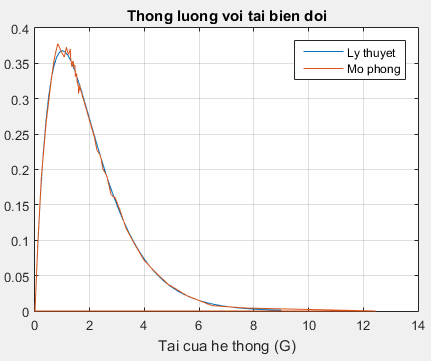 Thong luong voi tai bien doi
Ly thuyet
Mo phong
0.4
0.35
0.3
0.25
0.2
0.15
0.1
0.05
0
0 2 4 6 8 10 12 14
Tai cua he thong (G)